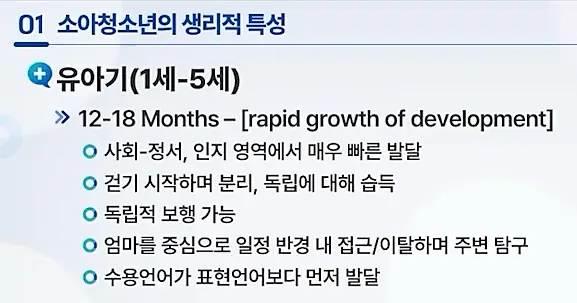 01 소아청소년의 생리적 특성
유아기(1세-5세)
12-18 Months – [rapid growth of development]
사회-정서, 인지 영역에서 매우 빠른 발달
걷기 시작하며 분리, 독립에 대해 습득
독립적 보행 가능
엄마를 중심으로 일정 반경 내 접근/이탈하며 주변 탐구
수용언어가 표현언어보다 먼저 발달